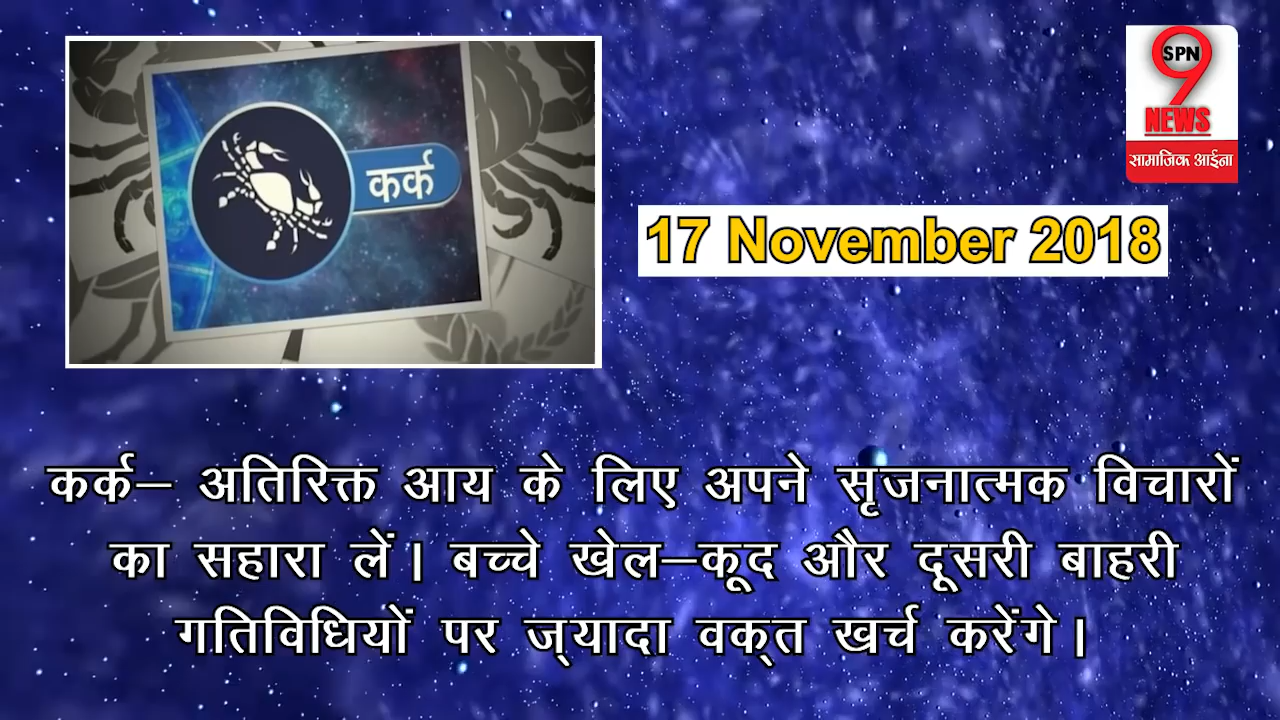 SPN
9
NEWS
सामाजिक आईना
कर्क
17 November 2018
कर्क– अतिरिक्त आय के लिए अपने सृजनात्मक विचारों
का सहारा लें। बच्चे खेल–कूद और दूसरी बाहरी
गतिविधियों पर ज्यादा वक्त खर्च करेंगे।